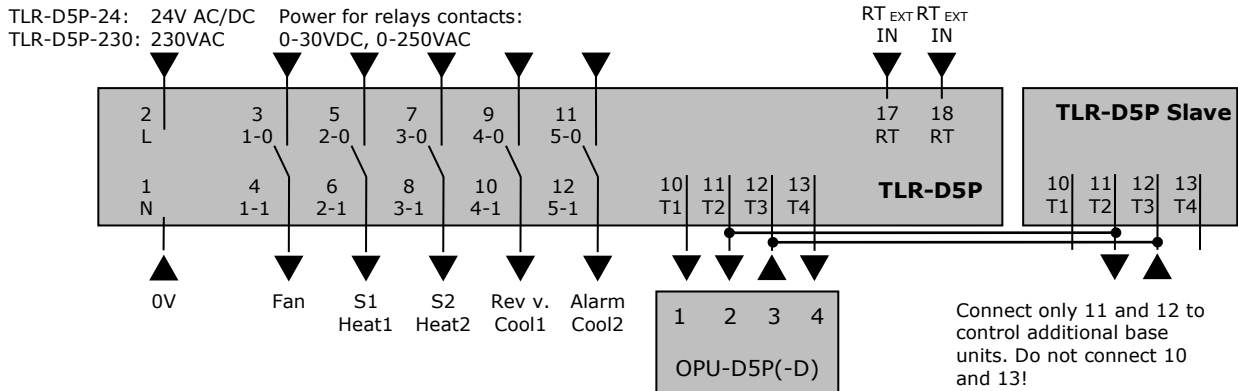 TLR-D5P-24: 24V AC/DC Power for relays contacts:
TLR-D5P-230: 230VAC 0-30VDC, 0-250VAC
RT EXT RT EXT
IN IN
2 3 5 7 9 11 17 18 TLR-D5P Slave
L 1-0 2-0 3-0 4-0 5-0 RT RT
1 4 6 8 10 12 10 11 12 13 TLR-D5P 10 11 12 13
N 1-1 2-1 3-1 4-1 5-1 T1 T2 T3 T4 T1 T2 T3 T4
0V Fan S1 S2 Rev v. Alarm
Heat1 Heat2 Cool1 Cool2
1 2 3 4
OPU-D5P(-D)
Connect only 11 and 12 to
control additional base
units. Do not connect 10
and 13!